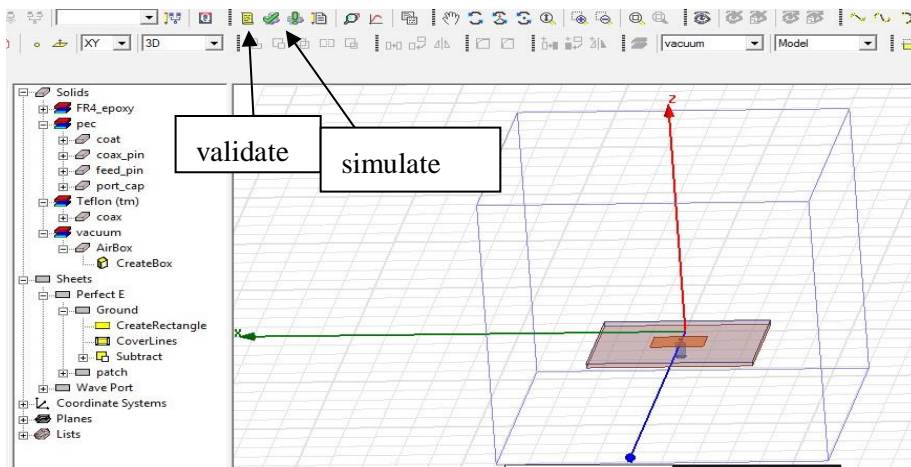 XY
3D
vacuum
Model
Solids
FR4_epoxy
pec
coat
coax_pin
feed_pin
port_cap
Teflon (tm)
coax
vacuum
AirBox
CreateBox
Sheets
Perfect E
Ground
CreateRectangle
CoverLines
Subtract
patch
Wave Port
Coordinate Systems
Planes
Lists
validate
simulate
Z
X